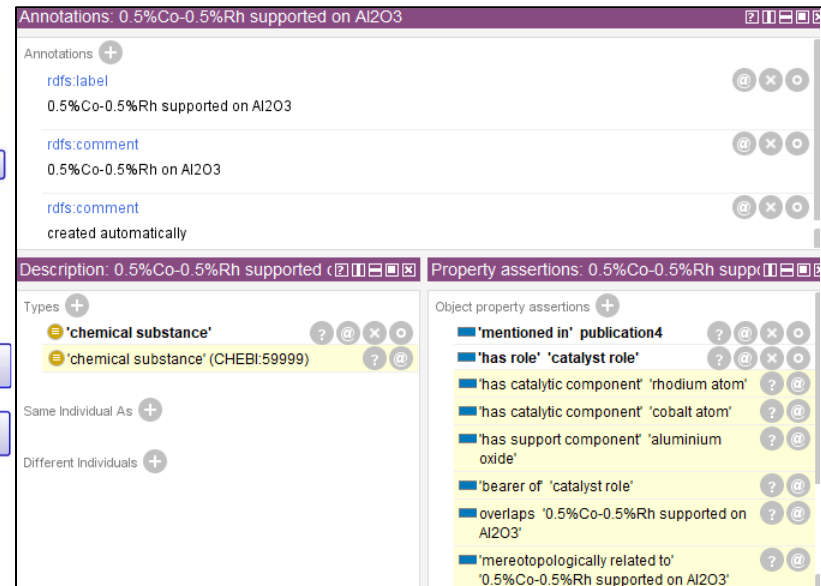 Annotations: 0.5%Co-0.5%Rh supported on Al2O3
Annotations
rdfs:label
0.5%Co-0.5%Rh supported on Al2O3
rdfs:comment
0.5%Co-0.5%Rh on Al2O3
rdfs:comment
created automatically
Description: 0.5%Co-0.5%Rh supported
Types
'chemical substance'
'chemical substance' (CHEBI:59999)
Same Individual As
Different Individuals
Property assertions: 0.5%Co-0.5%Rh supp
Object property assertions
'mentioned in' publication4
'has role' 'catalyst role'
'has catalytic component' 'rhodium atom'
'has catalytic component' 'cobalt atom'
'has support component' 'aluminium
oxide'
'bearer of' 'catalyst role'
overlaps '0.5%Co-0.5%Rh supported on
Al2O3'
'mereotopologically related to'
'0.5%Co-0.5%Rh supported on Al2O3'